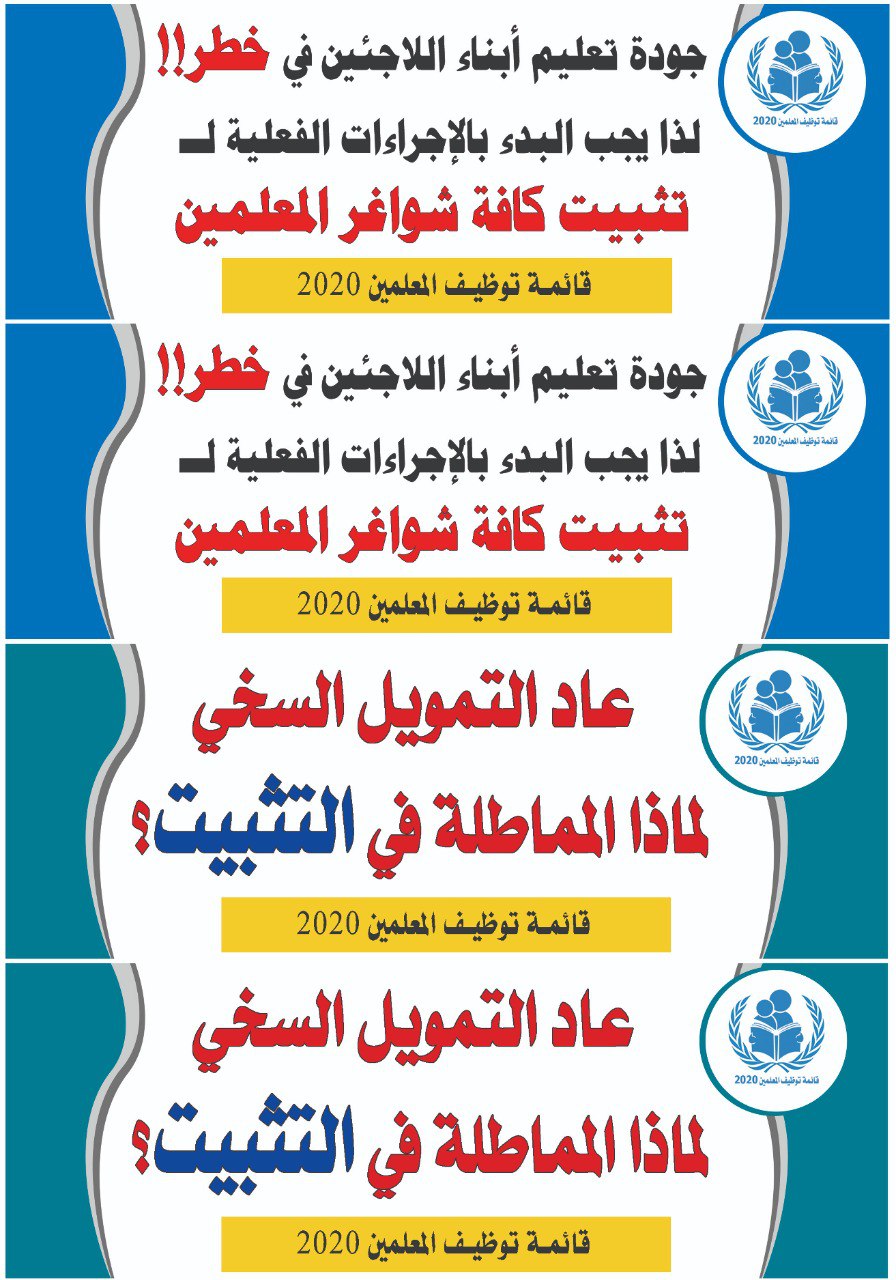 جودة تعليم أبناء اللاجئين في خطر!!
لذا يجب البدء بالإجراءات الفعلية لـ
تثبيت كافة شواغر المعلمين
قائمة توظيف المعلمين 2020
قائمة توظيف المعلمين 2020
جودة تعليم أبناء اللاجئين في خطر!!
لذا يجب البدء بالإجراءات الفعلية لـ
تثبيت كافة شواغر المعلمين
قائمة توظيف المعلمين 2020
قائمة توظيف المعلمين 2020
عاد التمويل السخي
لماذا المماطلة في التثبيت؟
قائمة توظيف المعلمين 2020
قائمة توظيف المعلمين 2020
عاد التمويل السخي
لماذا المماطلة في التثبيت؟
قائمة توظيف المعلمين 2020
قائمة توظيف المعلمين 2020